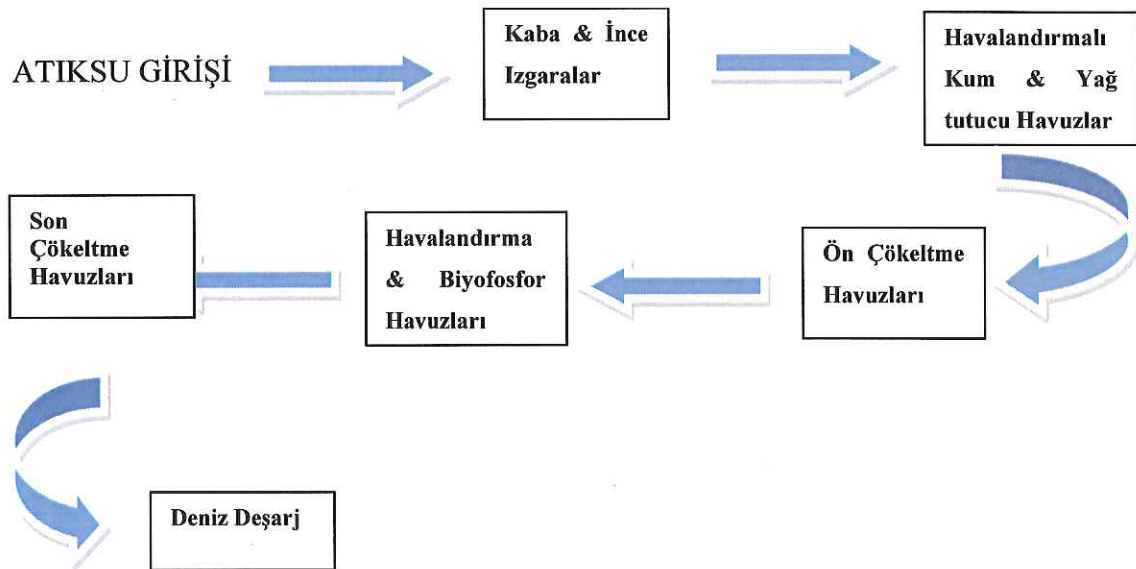 ATIKSU GİRİŞİ
Kaba & İnce
Izgaralar
Havalandırmalı
Kum & Yağ
tutucu Havuzlar
Ön Çökeltme
Havuzları
Havalandırma
& Biyofosfor
Havuzları
Son
Çökeltme
Havuzları
Deniz Deşarj